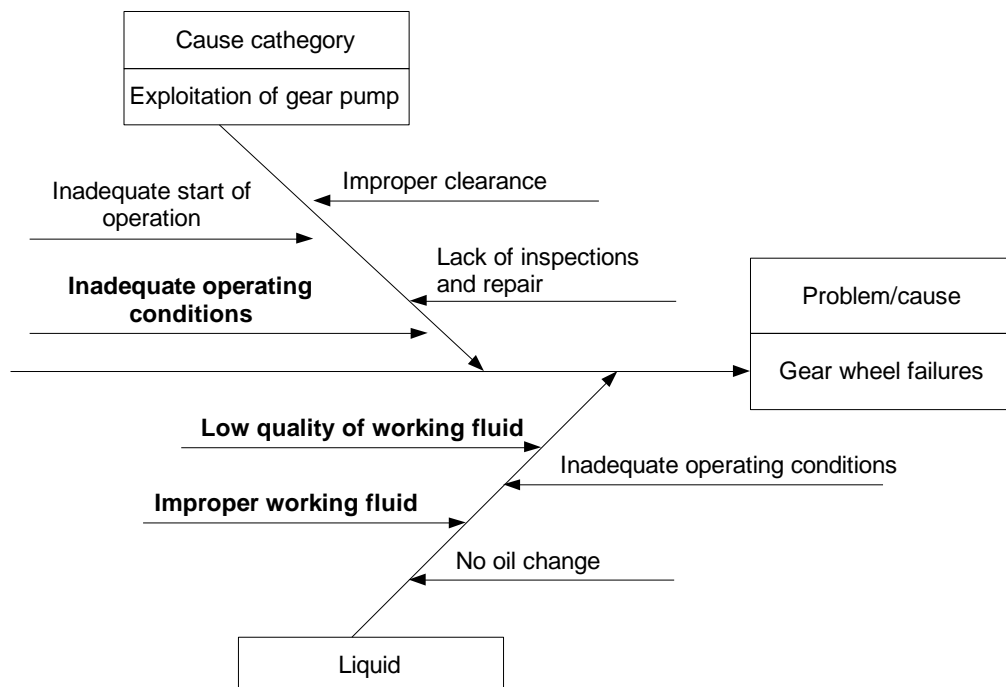 Cause cathegory
Exploitation of gear pump
Inadequate start of
operation
Improper clearance
Inadequate operating
conditions
Lack of inspections
and repair
Problem/cause
Gear wheel failures
Low quality of working fluid
Inadequate operating conditions
Improper working fluid
No oil change
Liquid